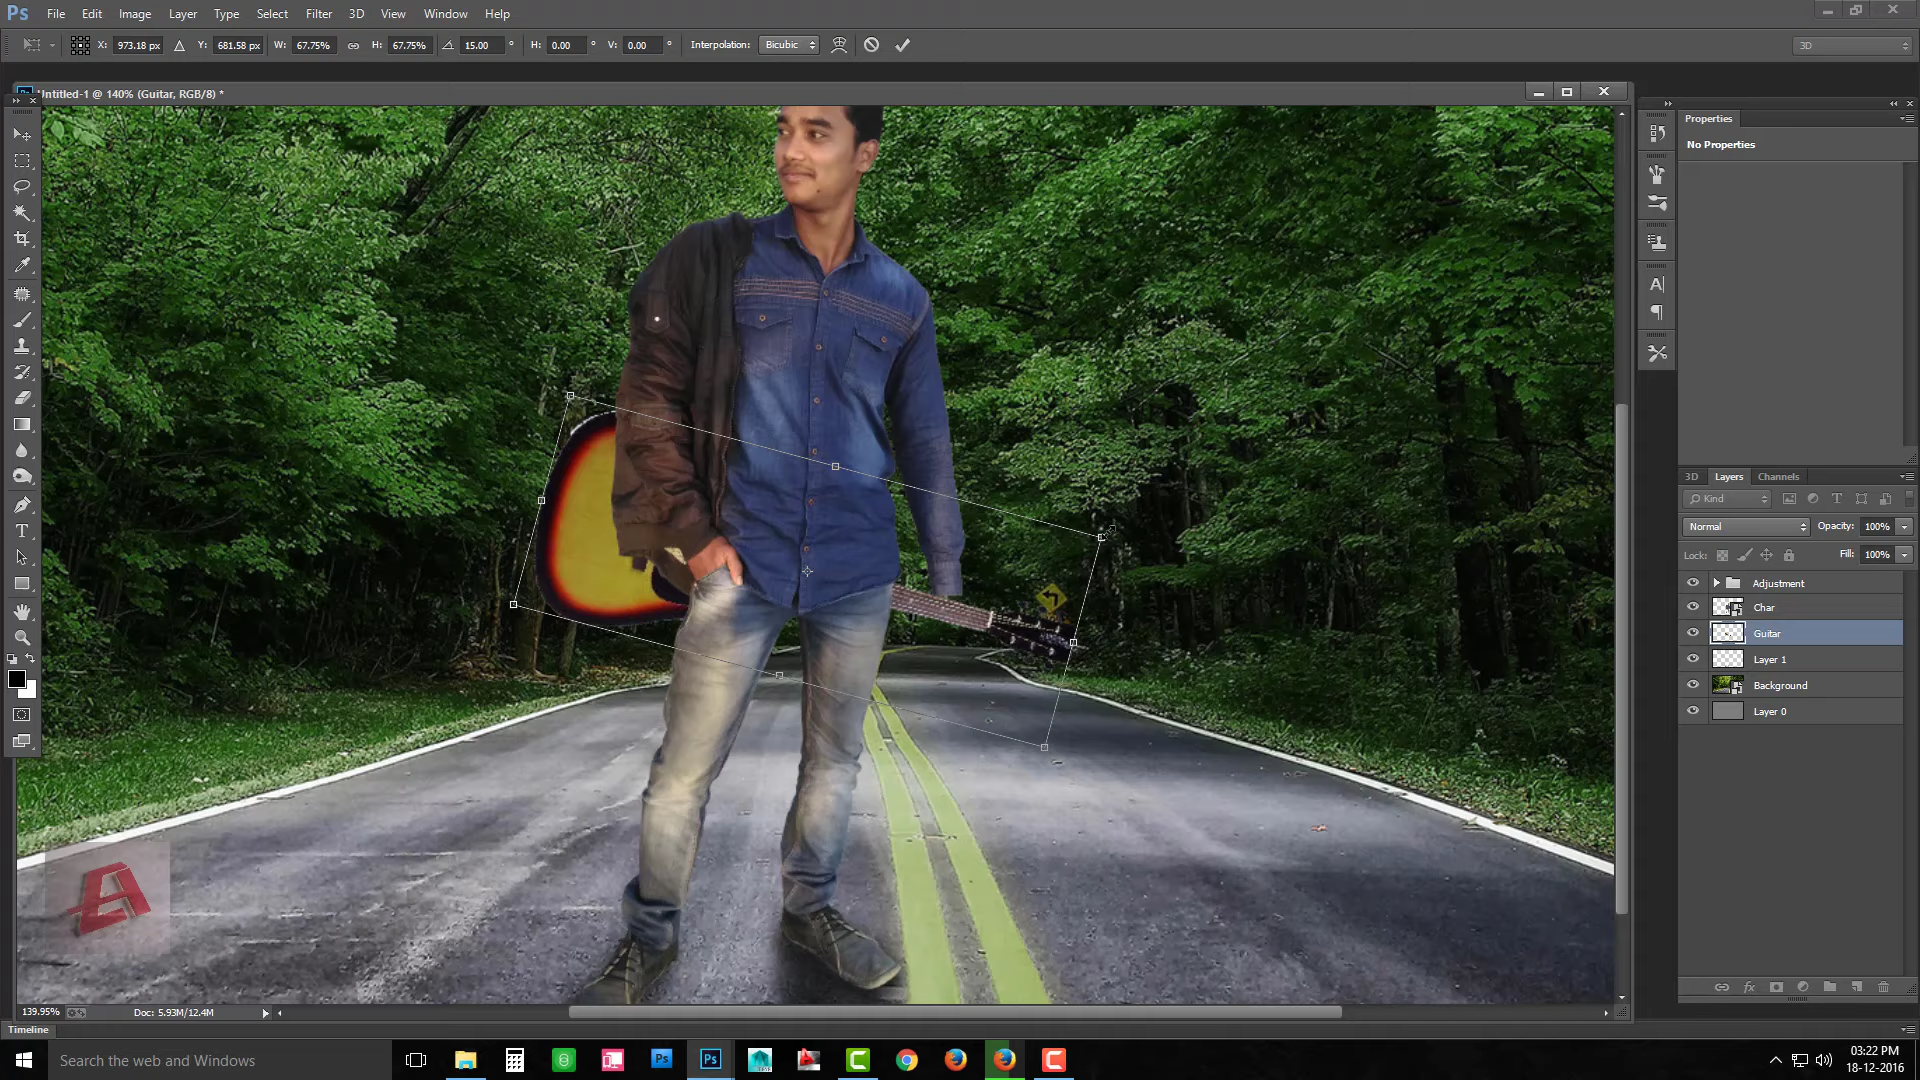 Ps File Edit Image Layer Type Select Filter 3D View Window Help
X: 973.18 px Y: 681.58 px W: 67.75% H: 67.75% 15.00 ° H: 0.00 ° V: 0.00 ° Interpolation: Bicubic 3D
Untitled-1 @ 140% (Guitar, RGB/8) *
Properties
No Properties
3D Layers Channels
Kind
Normal Opacity: 100%
Lock: Fill: 100%
Adjustment
Char
Guitar
Layer 1
Background
Layer 0
A
139.95% Doc: 5.93M/12.4M
Timeline
Search the web and Windows
Ps Ps
03:22 PM
18-12-2016